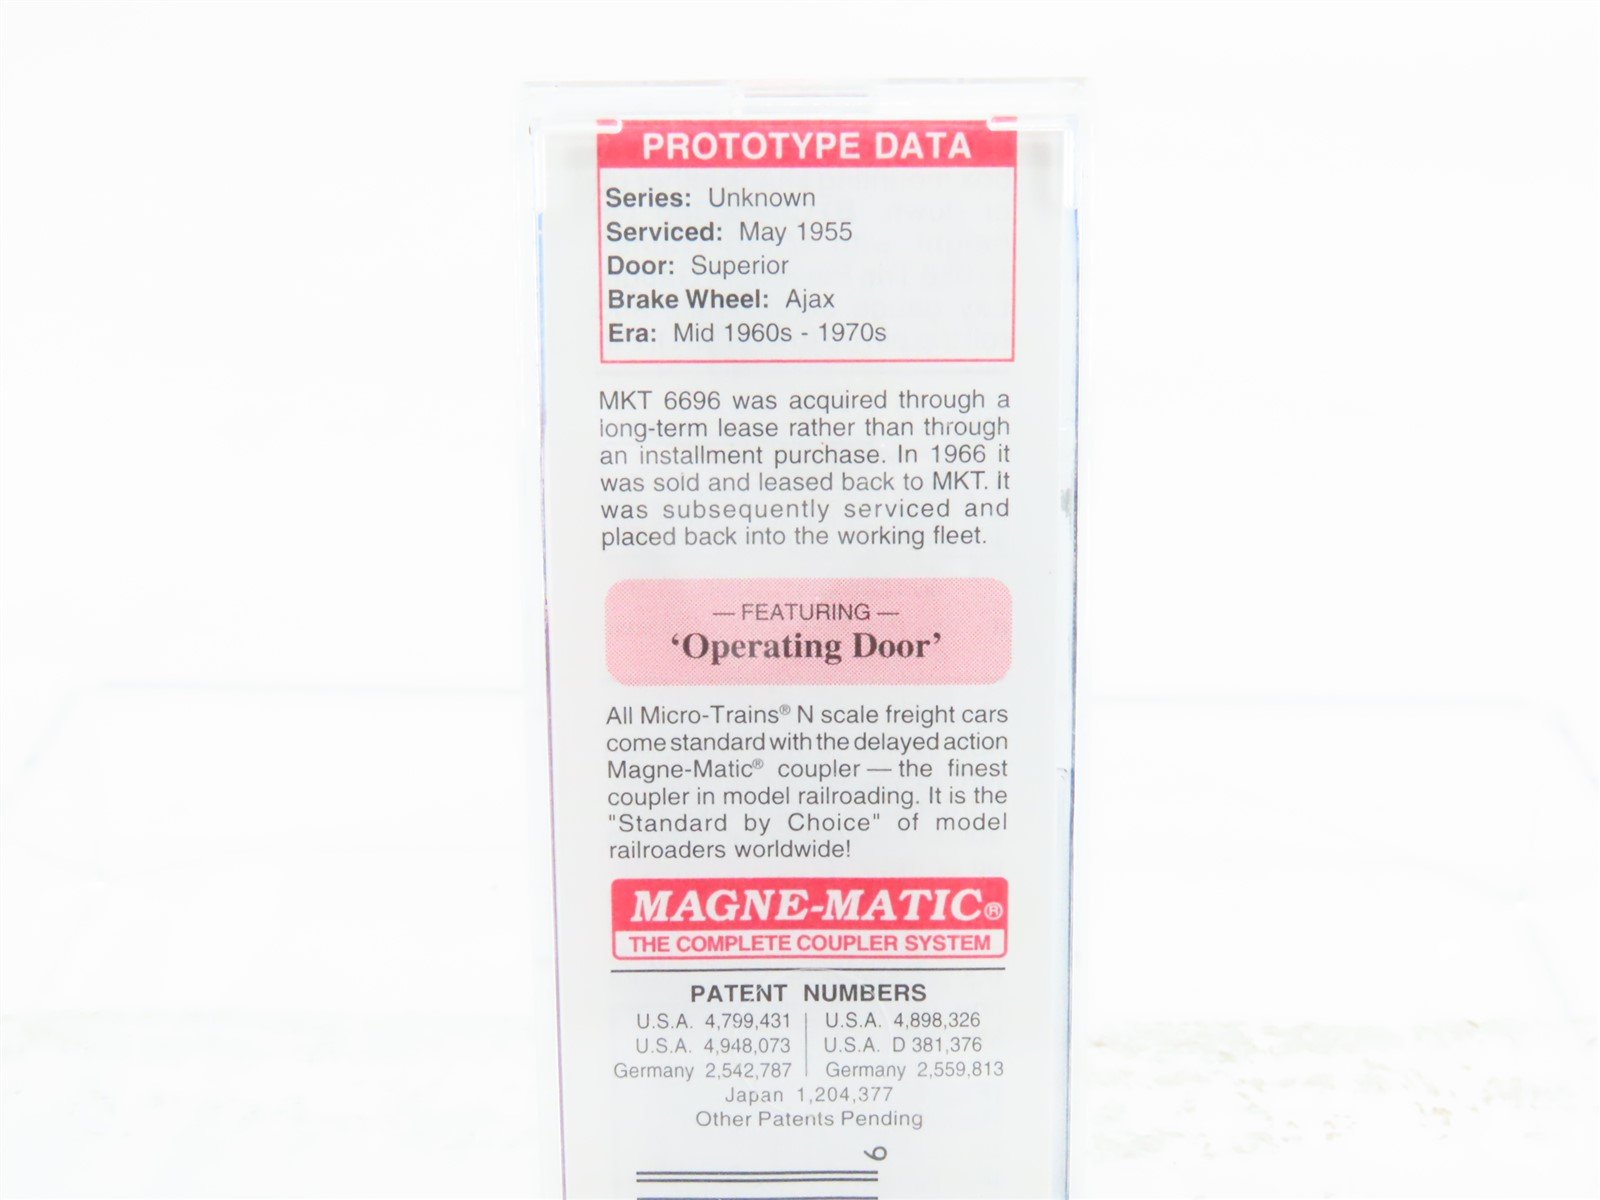 PROTOTYPE DATA
Series: Unknown
Serviced: May 1955
Door: Superior
Brake Wheel: Ajax
Era: Mid 1960s - 1970s
MKT 6696 was acquired through a
long-term lease rather than through
an installment purchase. In 1966 it
was sold and leased back to MKT. It
was subsequently serviced and
placed back into the working fleet.
— FEATURING —
‘Operating Door’
All Micro-Trains® N scale freight cars
come standard with the delayed action
Magne-Matic® coupler — the finest
coupler in model railroading. It is the
"Standard by Choice" of model
railroaders worldwide!
MAGNE-MATIC®
THE COMPLETE COUPLER SYSTEM
PATENT NUMBERS
U.S.A. 4,799,431 | U.S.A. 4,898,326
U.S.A. 4,948,073 | U.S.A. D 381,376
Germany 2,542,787 | Germany 2,559,813
Japan 1,204,377
Other Patents Pending
6